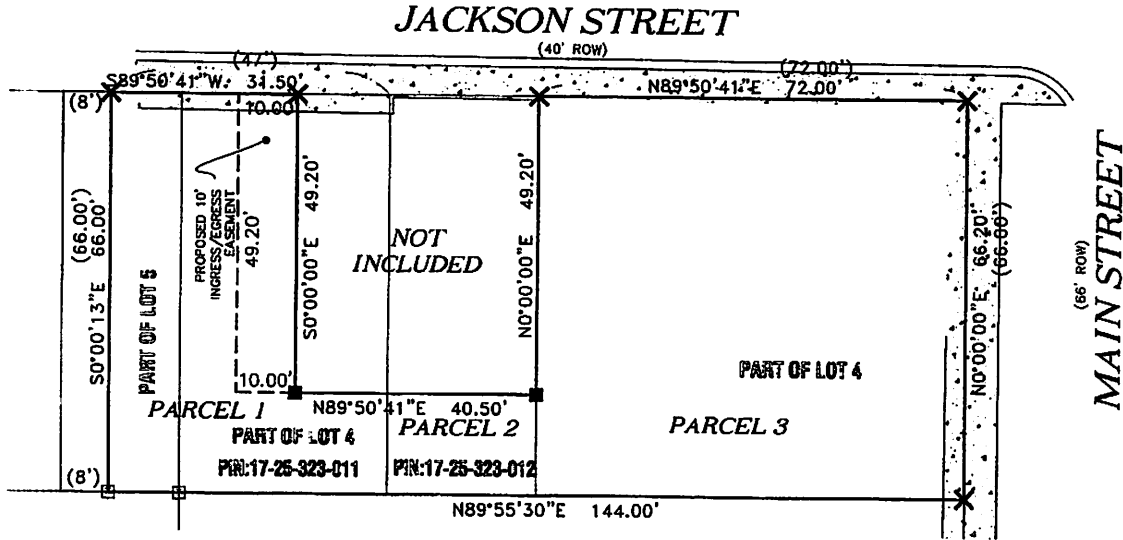 JACKSON STREET
(40' ROW)
(47')
(72.00')
S89°50'41"W. 31.50'
N89°50'41"E 72.00'
(8')
10.00'
(66.00')
66.00'
S0°00'13"E
PART OF LOT 5
PROPOSED 10'
INGRESS/EGRESS
EASEMENT
49.20'
S0°00'00"E 49.20'
NOT
INCLUDED
N0°00'00"E 49.20'
N0°00'00"E 66.20'
(66.00')
(66' ROW)
MAIN STREET
PART OF LOT 4
10.00'
N89°50'41"E 40.50'
PARCEL 1
PARCEL 2
PARCEL 3
PART OF LOT 4
PIN:17-25-323-011
PIN:17-25-323-012
(8')
N89°55'30"E 144.00'